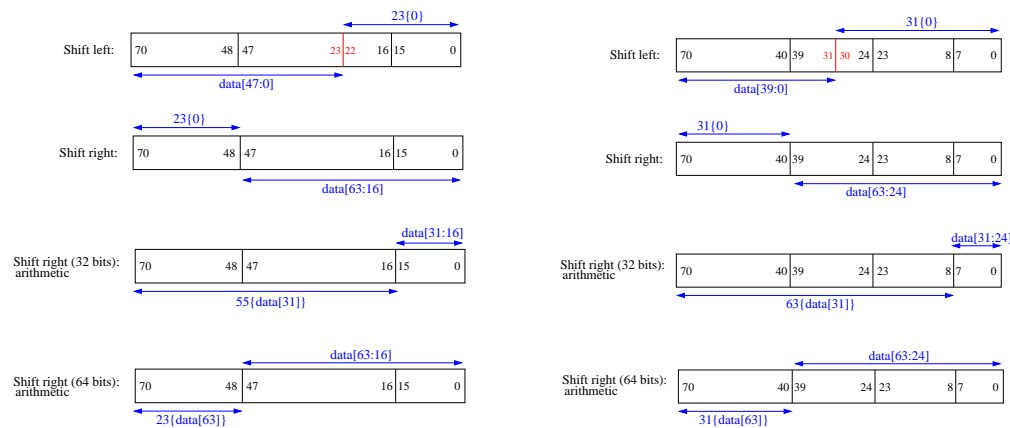 23{0}
Shift left:
70 48 47 23 22 16 15 0
data[47:0]
23{0}
Shift right:
70 48 47 16 15 0
data[63:16]
data[31:16]
Shift right (32 bits):
arithmetic
70 48 47 16 15 0
55{data[31]}
data[63:16]
Shift right (64 bits):
arithmetic
70 48 47 16 15 0
23{data[63]}
31{0}
Shift left:
70 40 39 31 30 24 23 8 7 0
data[39:0]
31{0}
Shift right:
70 40 39 24 23 8 7 0
data[63:24]
data[31:24]
Shift right (32 bits):
arithmetic
70 40 39 24 23 8 7 0
63{data[31]}
data[63:24]
Shift right (64 bits):
arithmetic
70 40 39 24 23 8 7 0
31{data[63]}